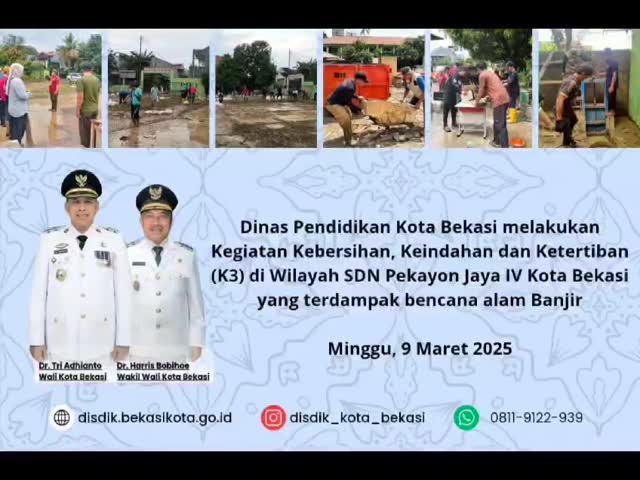 Dinas Pendidikan Kota Bekasi melakukan
Kegiatan Kebersihan, Keindahan dan Ketertiban
(K3) di Wilayah SDN Pekayon Jaya IV Kota Bekasi
yang terdampak bencana alam Banjir
Minggu, 9 Maret 2025
Dr. Tri Adhianto
Wali Kota Bekasi
Dr. Harris Bobihoe
Wakil Wali Kota Bekasi
disdik.bekasikota.go.id
disdik_kota_bekasi
0811-9122-939